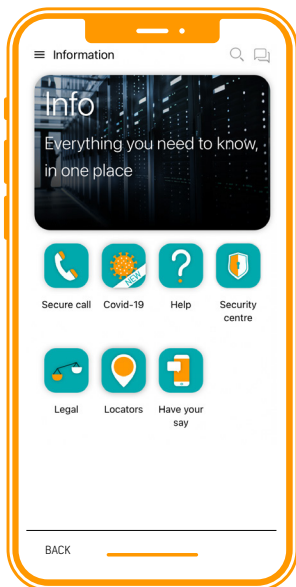 Information
Info
Everything you need to know,
in one place
NEW
Secure call
Covid-19
Help
Security
centre
Legal
Locators
Have your
say
BACK